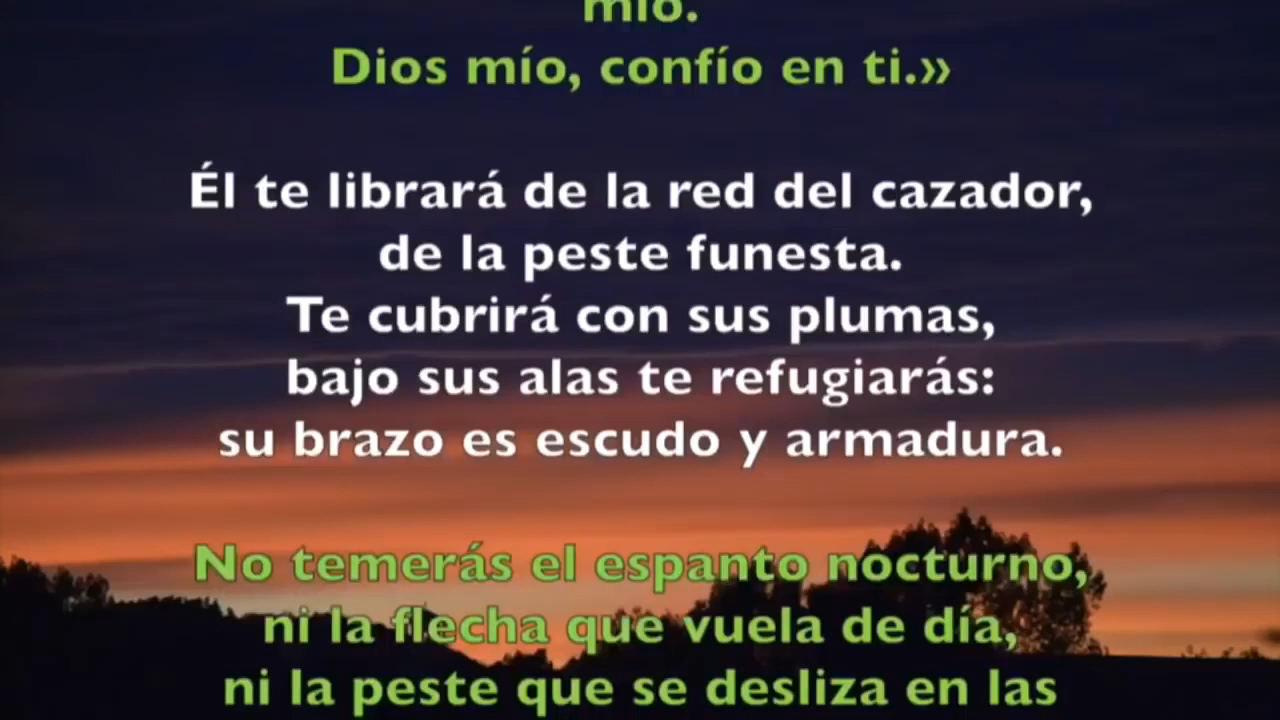 mío.
Dios mío, confío en ti.»
Él te librará de la red del cazador,
de la peste funesta.
Te cubrirá con sus plumas,
bajo sus alas te refugiarás:
su brazo es escudo y armadura.
No temerás el espanto nocturno,
ni la flecha que vuela de día,
ni la peste que se desliza en las